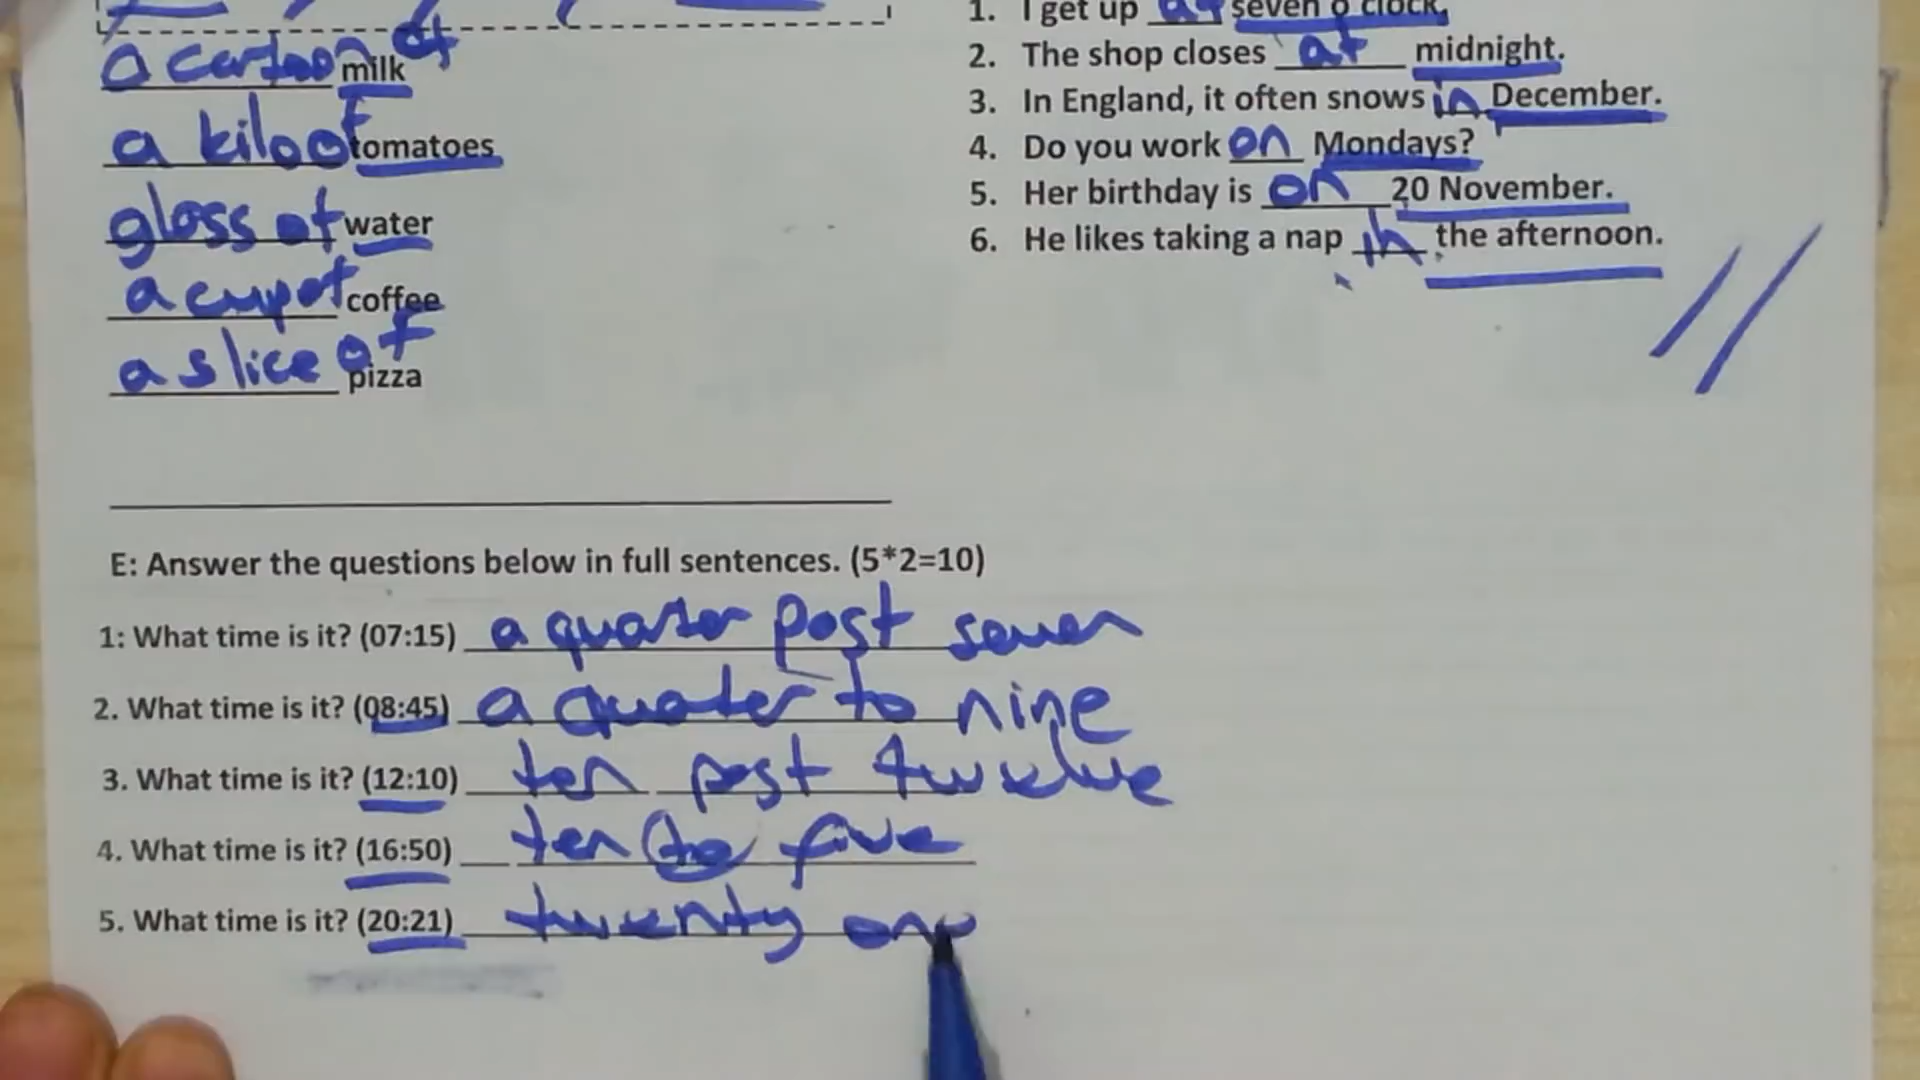 a cartoon of milk
a kilo of tomatoes
glass of water
a cup of coffee
a slice of pizza
1. I get up at seven o'clock.
2. The shop closes at midnight.
3. In England, it often snows in December.
4. Do you work on Mondays?
5. Her birthday is on 20 November.
6. He likes taking a nap in the afternoon.
E: Answer the questions below in full sentences. (5*2=10)
1: What time is it? (07:15) a quarter past seven
2. What time is it? (08:45) a quater to nine
3. What time is it? (12:10) ten past twelve
4. What time is it? (16:50) ten to five
5. What time is it? (20:21) twenty one